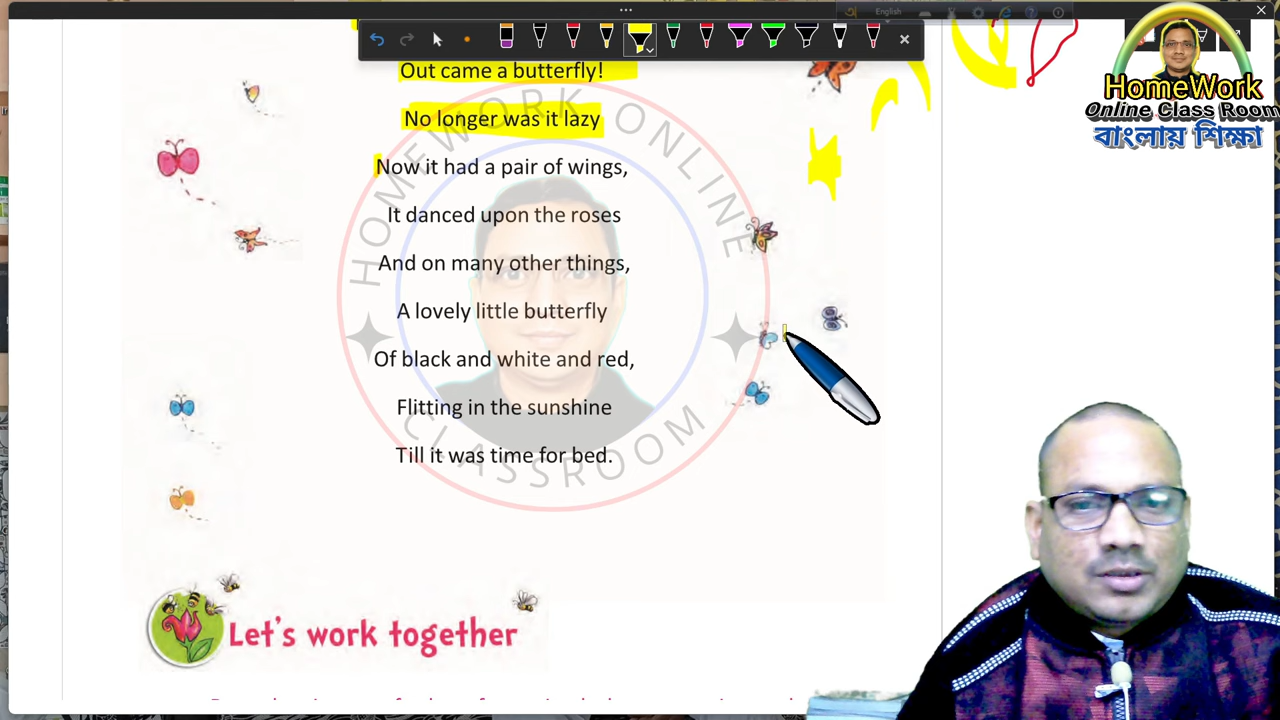 English
HomeWork
Online Class Room
বাংলায় শিক্ষা
Out came a butterfly!
No longer was it lazy
Now it had a pair of wings,
It danced upon the roses
And on many other things,
A lovely little butterfly
Of black and white and red,
Flitting in the sunshine
Till it was time for bed.
HOMEWORK ONLINE
CLASSROOM
Let's work together